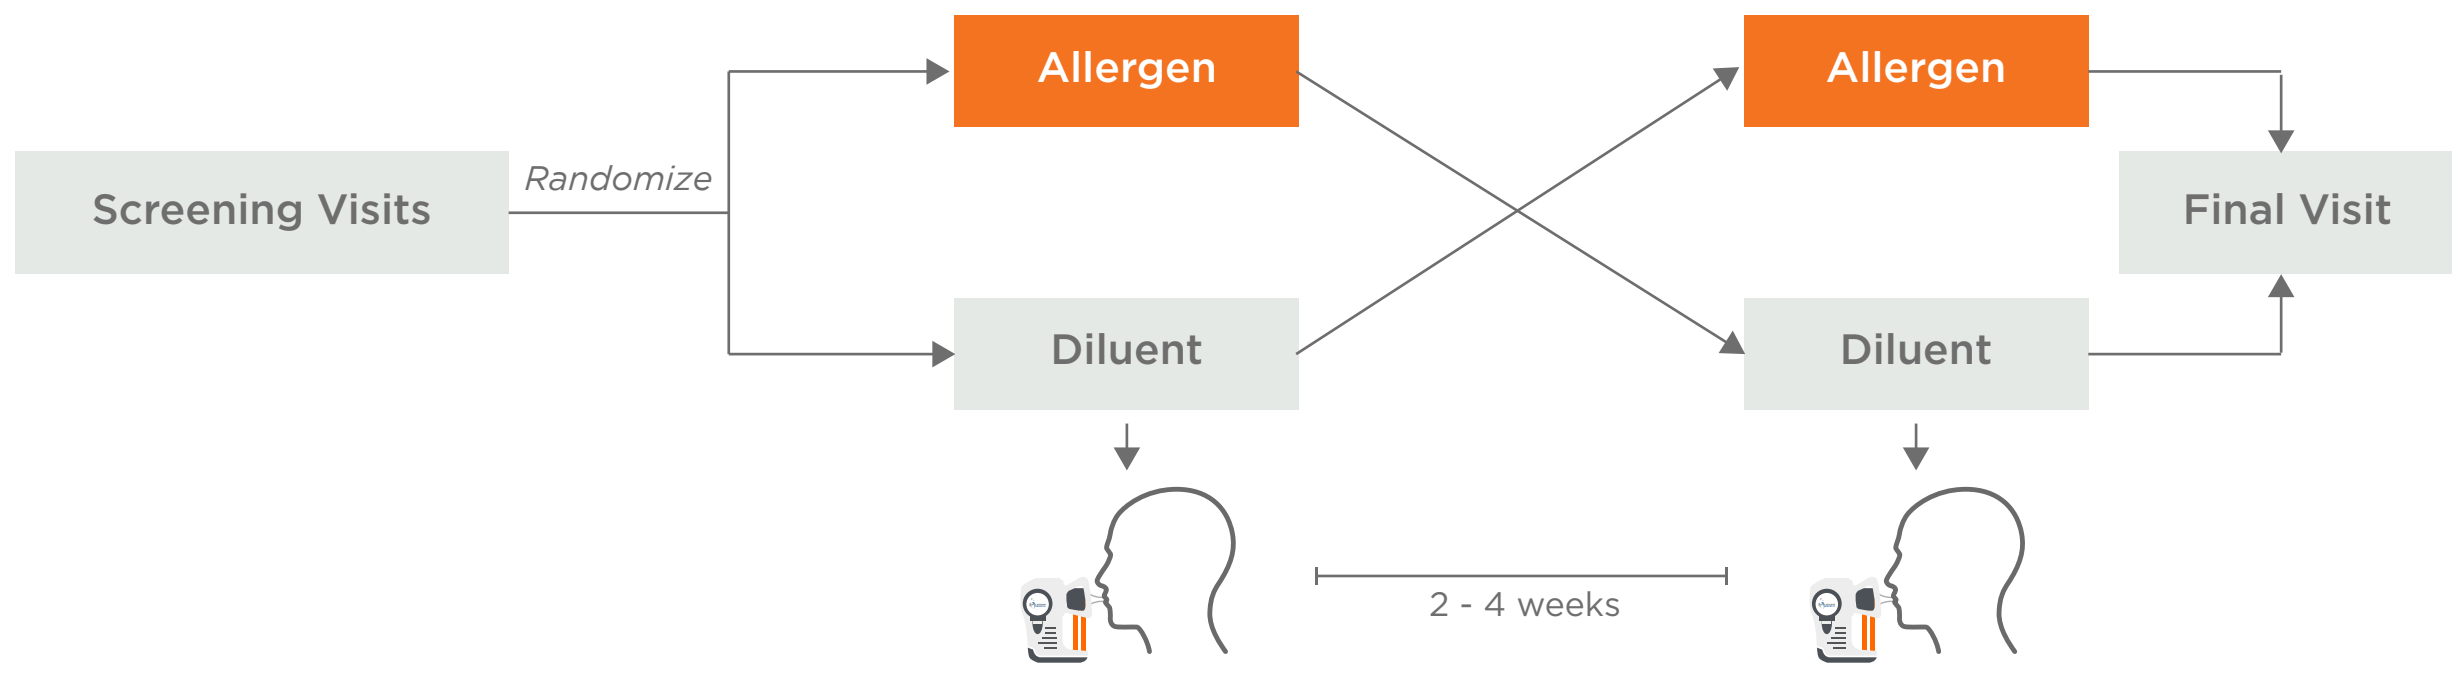 Allergen
Allergen
Randomize
Screening Visits
Final Visit
Diluent
Diluent
2 - 4 weeks